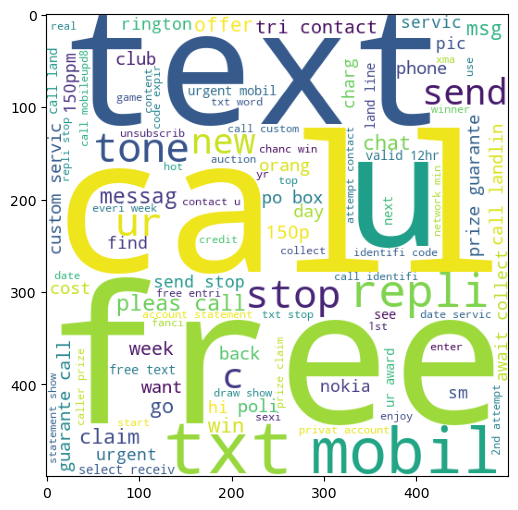 0
100
200
300
400
0
100
200
300
400
real
rington
offer
tri contact
servic
msg
text
club
pic
phone
call land
150ppm
call mobileupd8
game
content
code expir
urgent mobil
txt word
charg
land line
xma
use
send
winner
repli stop
unsubscrib
tone
new
call custom
chanc win
auction
orang
chat
valid 12hr
hot
yr
top
attempt contact
u
next
network min
prize guarante
call landlin
custom servic
call
messag
everi week
contact u
po box
day
ur
find
150p
credit
collect
identifi code
call identifi
date
cost
send stop
free entri
pleas call
stop
repli
await collect
free
account statement
fanci
txt stop
see
1st
date servic
week
back
enter
statement show
guarante call
caller prize
free text
want
c
draw show
prize claim
ur award
nokia
sm
go
hi
poli
sexi
enjoy
start
win
privat account
2nd attempt
claim
urgent
select receiv
txt
mobil